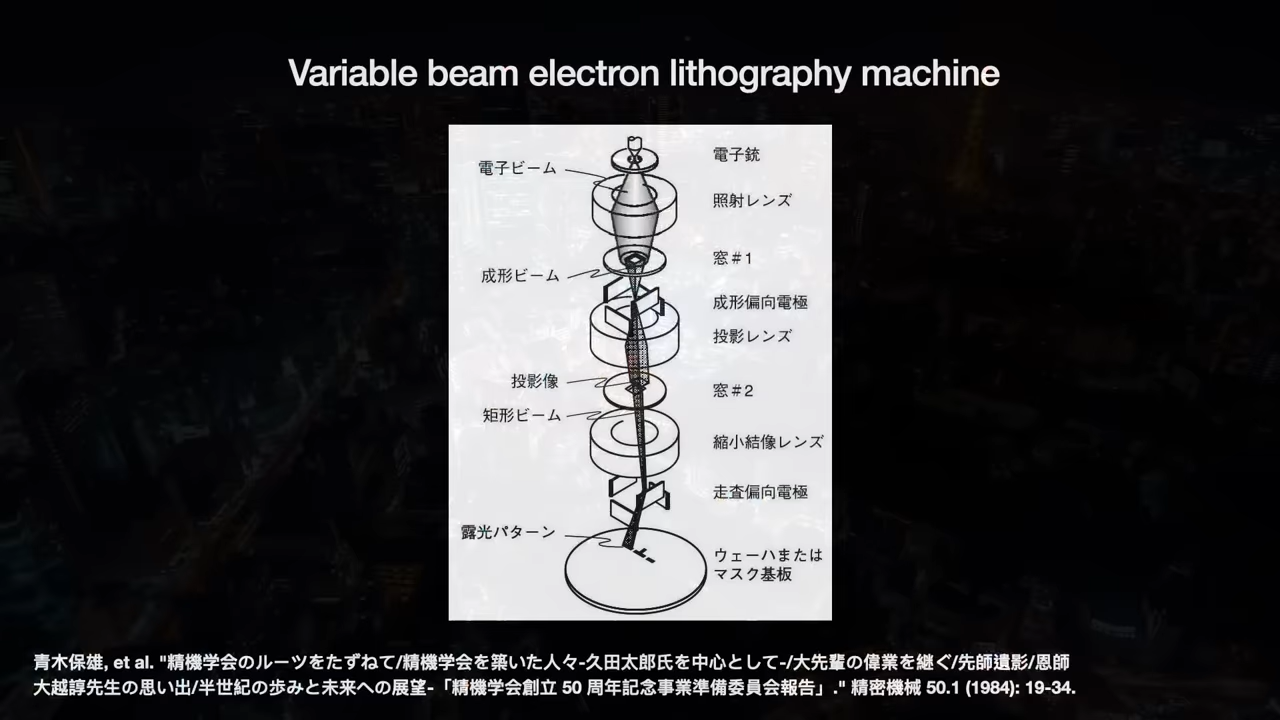 Variable beam electron lithography machine
電子銃
電子ビーム
照射レンズ
窓#1
成形ビーム
成形偏向電極
投影レンズ
投影像
窓#2
矩形ビーム
縮小結像レンズ
走査偏向電極
露光パターン
ウェーハまたは
マスク基板
青木保雄, et al. "精機学会のルーツをたずねて/精機学会を築いた人々-久田太郎氏を中心として-/大先輩の偉業を継ぐ/先師遺影/恩師
大越諄先生の思い出/半世紀の歩みと未来への展望-「精機学会創立 50 周年記念事業準備委員会報告」." 精密機械 50.1 (1984): 19-34.